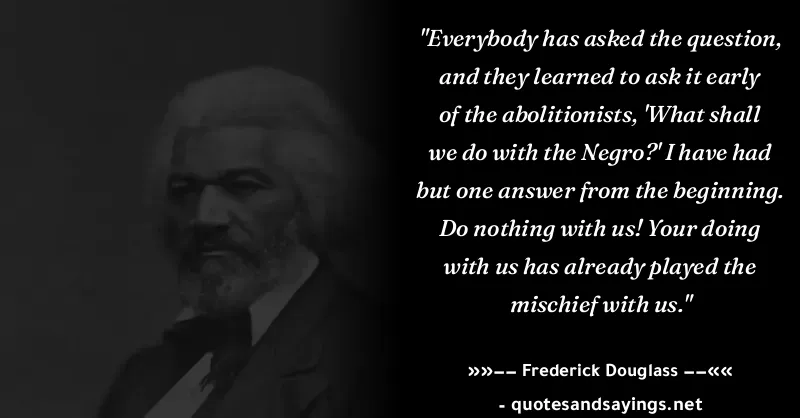 "Everybody has asked the question,
and they learned to ask it early
of the abolitionists, 'What shall
we do with the Negro?' I have had
but one answer from the beginning.
Do nothing with us! Your doing
with us has already played the
mischief with us."
»»−− Frederick Douglass −−««
- quotesandsayings.net